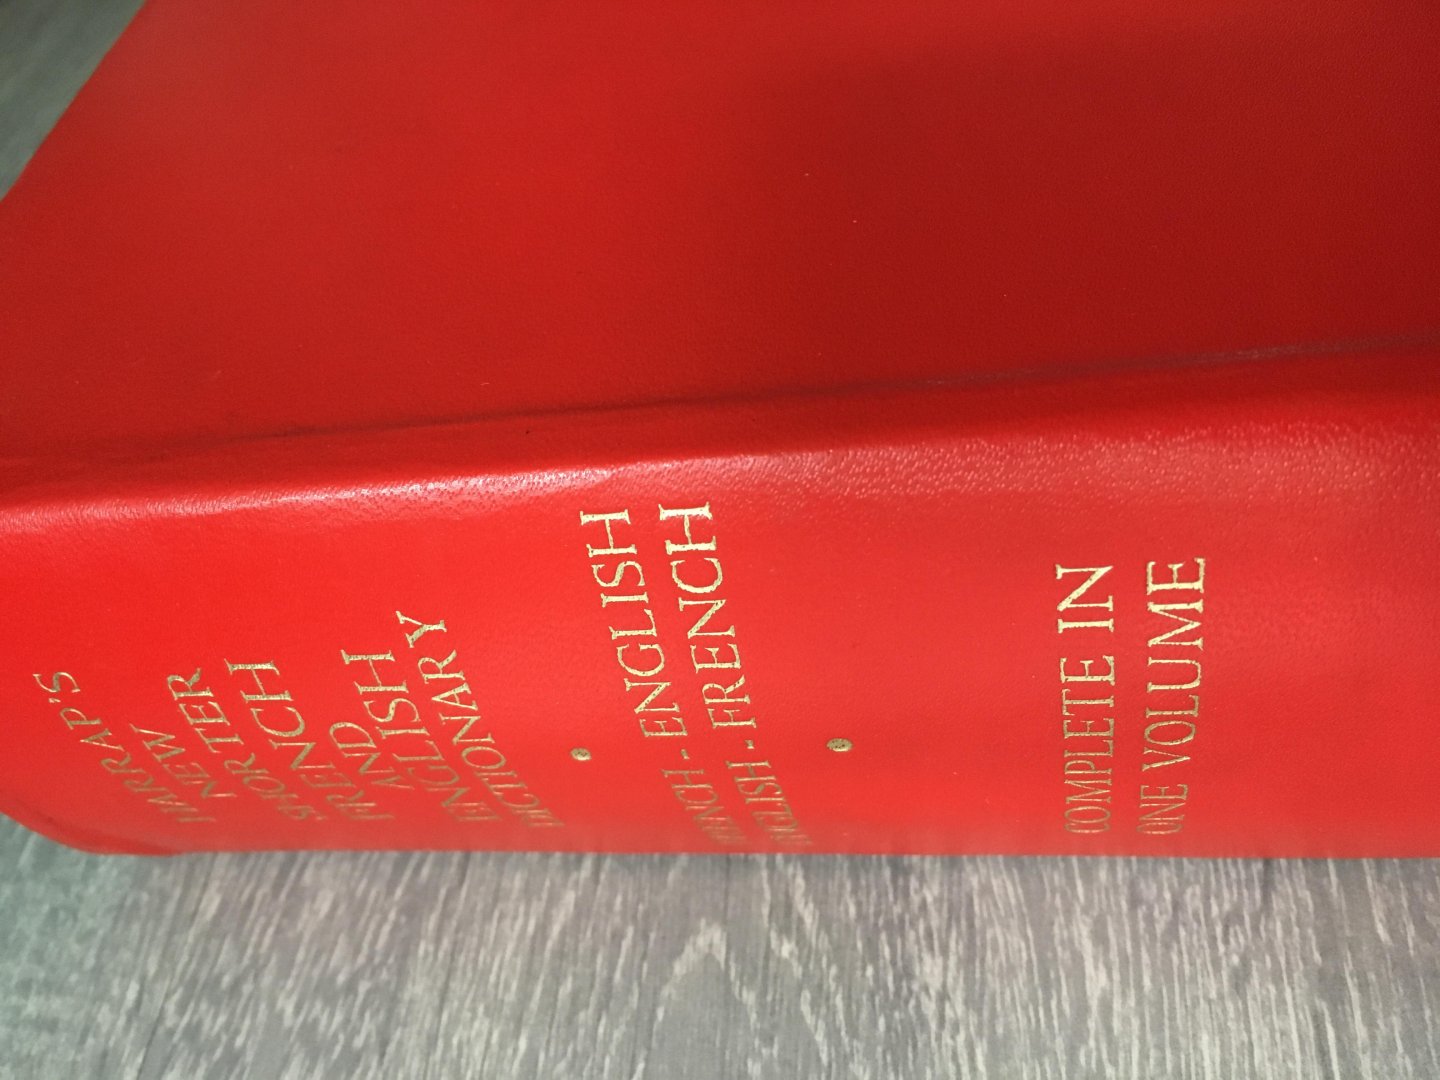 HARRAP'S
NEW
SHORTER
FRENCH
AND
ENGLISH
DICTIONARY
FRENCH - ENGLISH
ENGLISH - FRENCH
COMPLETE IN
ONE VOLUME